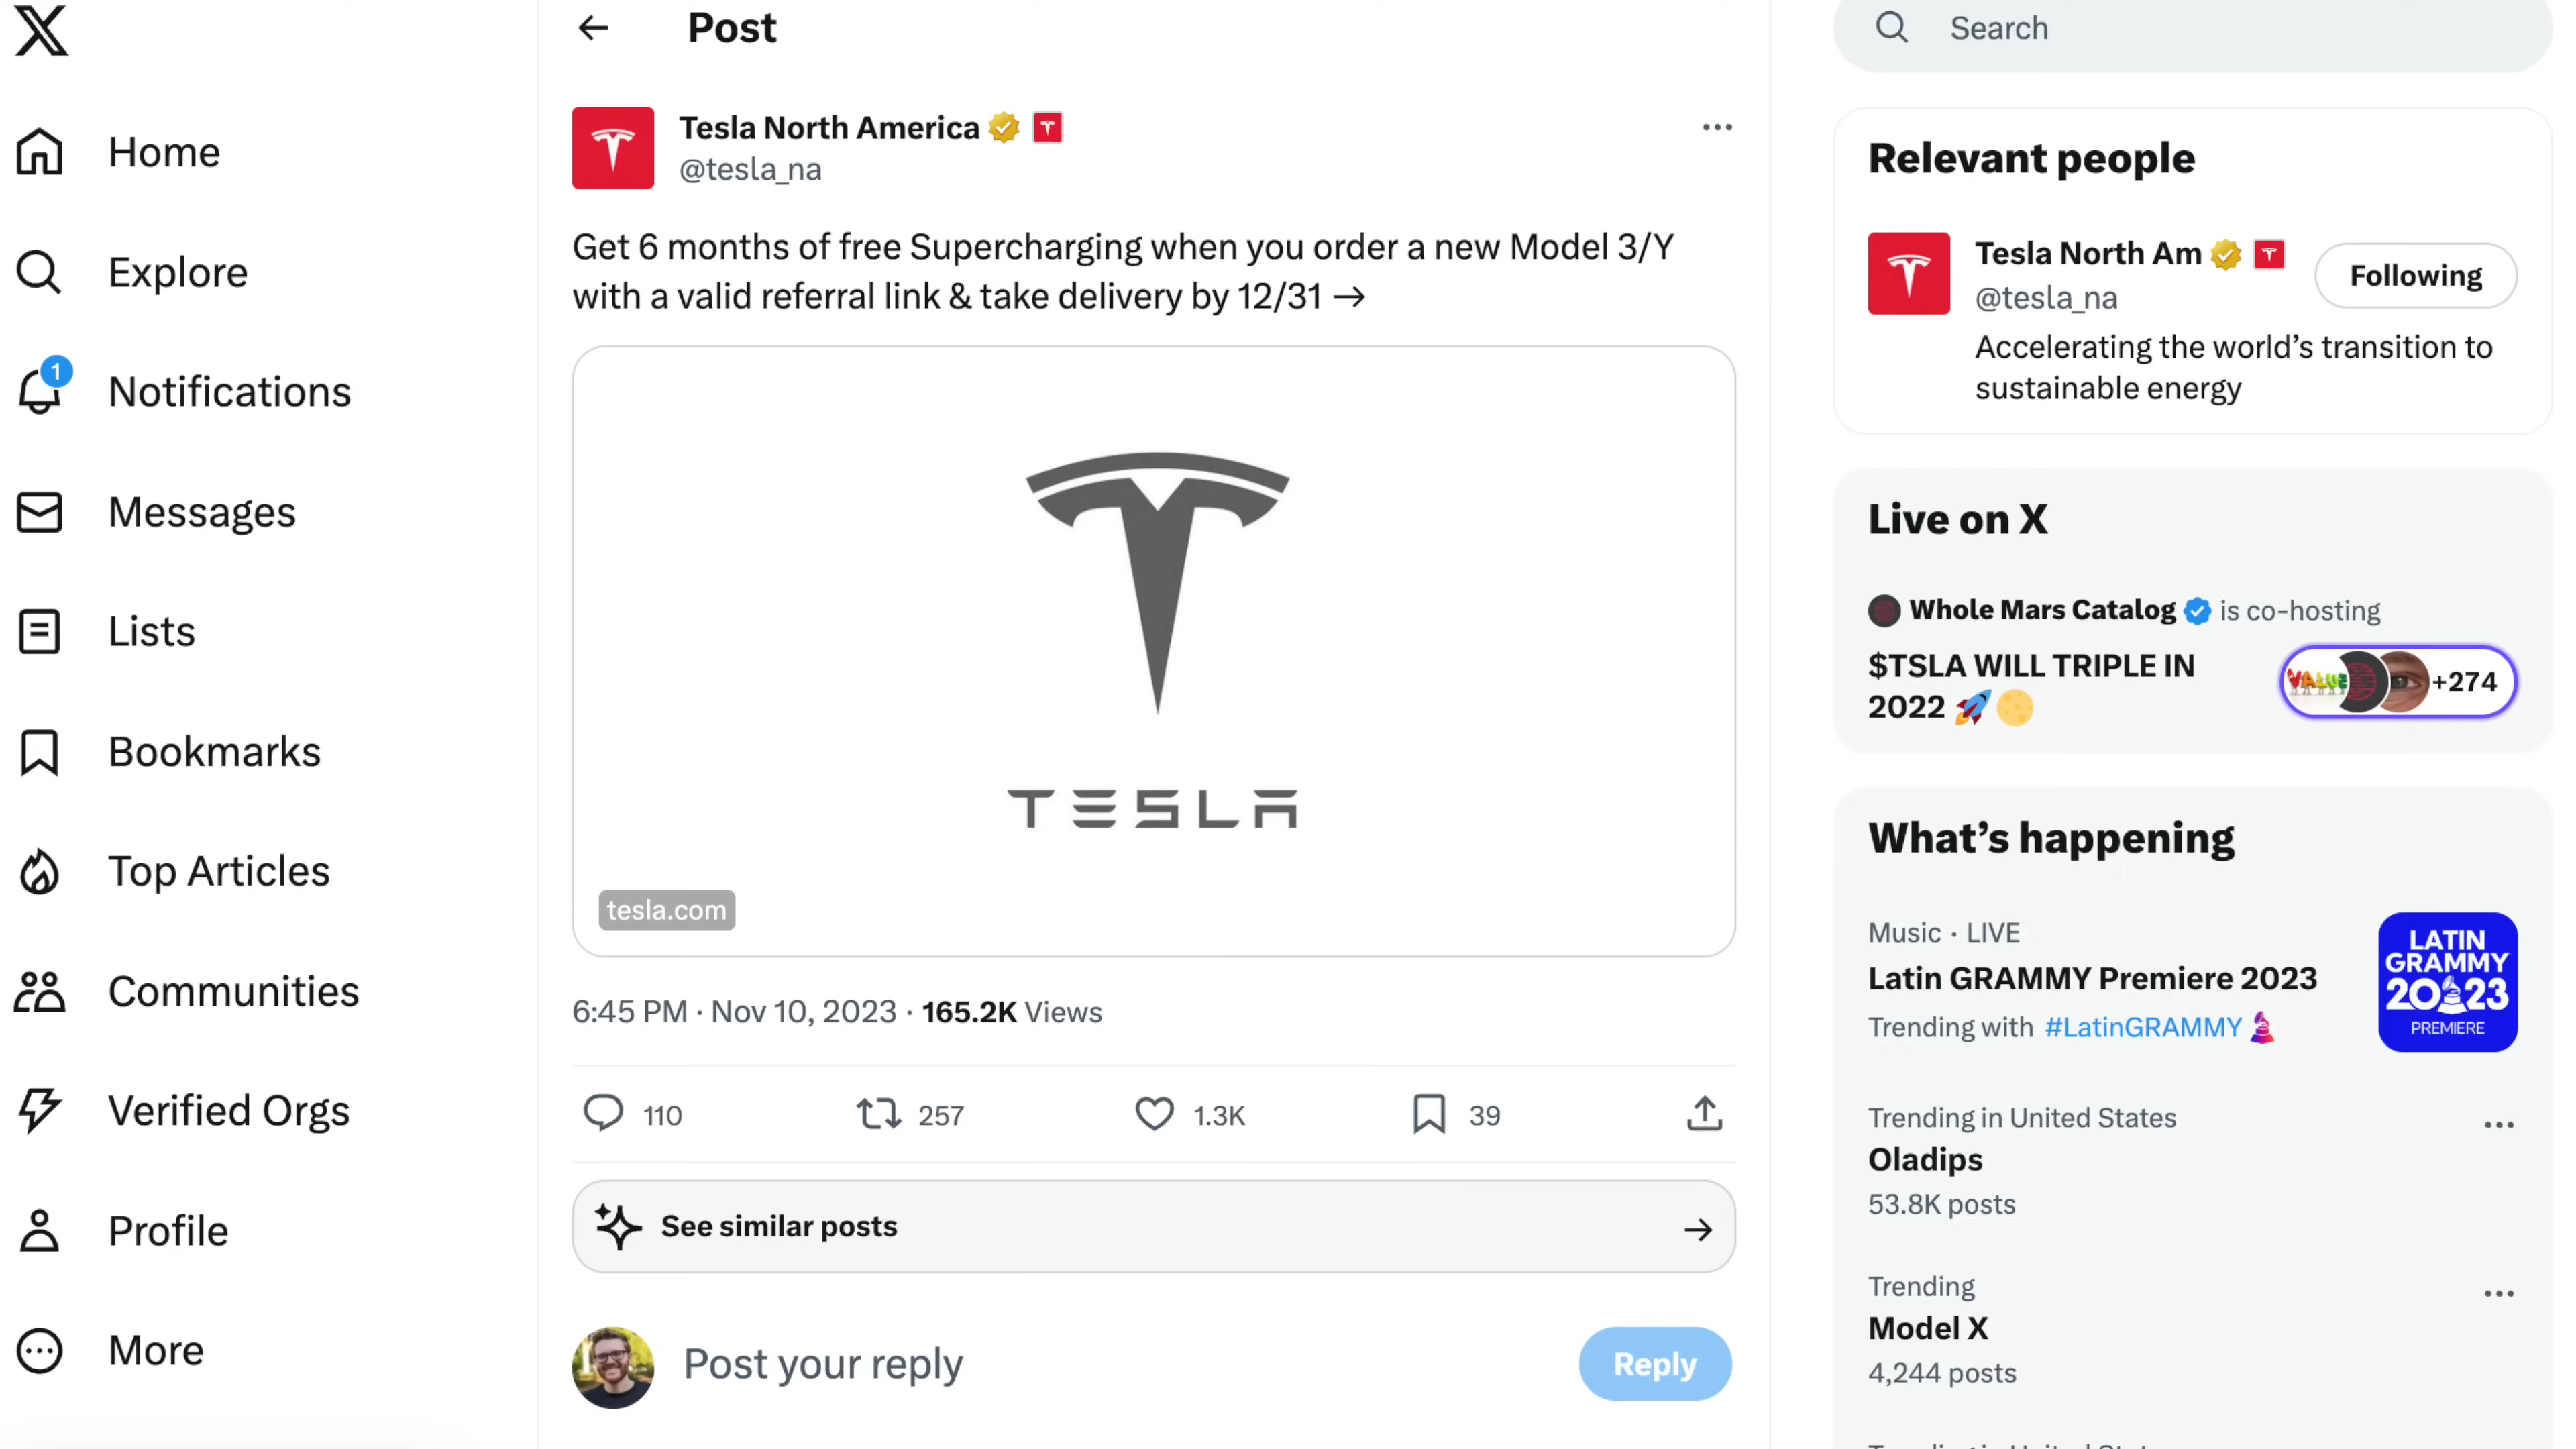 Home
Explore
1
Notifications
Messages
Lists
Bookmarks
Top Articles
Communities
Verified Orgs
Profile
More
Post
Tesla North America
@tesla_na
Get 6 months of free Supercharging when you order a new Model 3/Y
with a valid referral link & take delivery by 12/31 →
TESLA
tesla.com
6:45 PM · Nov 10, 2023 · 165.2K Views
110 257 1.3K 39
See similar posts
Post your reply
Reply
Search
Relevant people
Tesla North Am
@tesla_na
Following
Accelerating the world’s transition to
sustainable energy
Live on X
Whole Mars Catalog is co-hosting
$TSLA WILL TRIPLE IN
2022 🚀🌕
VALUE
+274
What’s happening
Music · LIVE
Latin GRAMMY Premiere 2023
Trending with #LatinGRAMMY
LATIN
GRAMMY
2023
PREMIERE
Trending in United States
Oladips
53.8K posts
Trending
Model X
4,244 posts